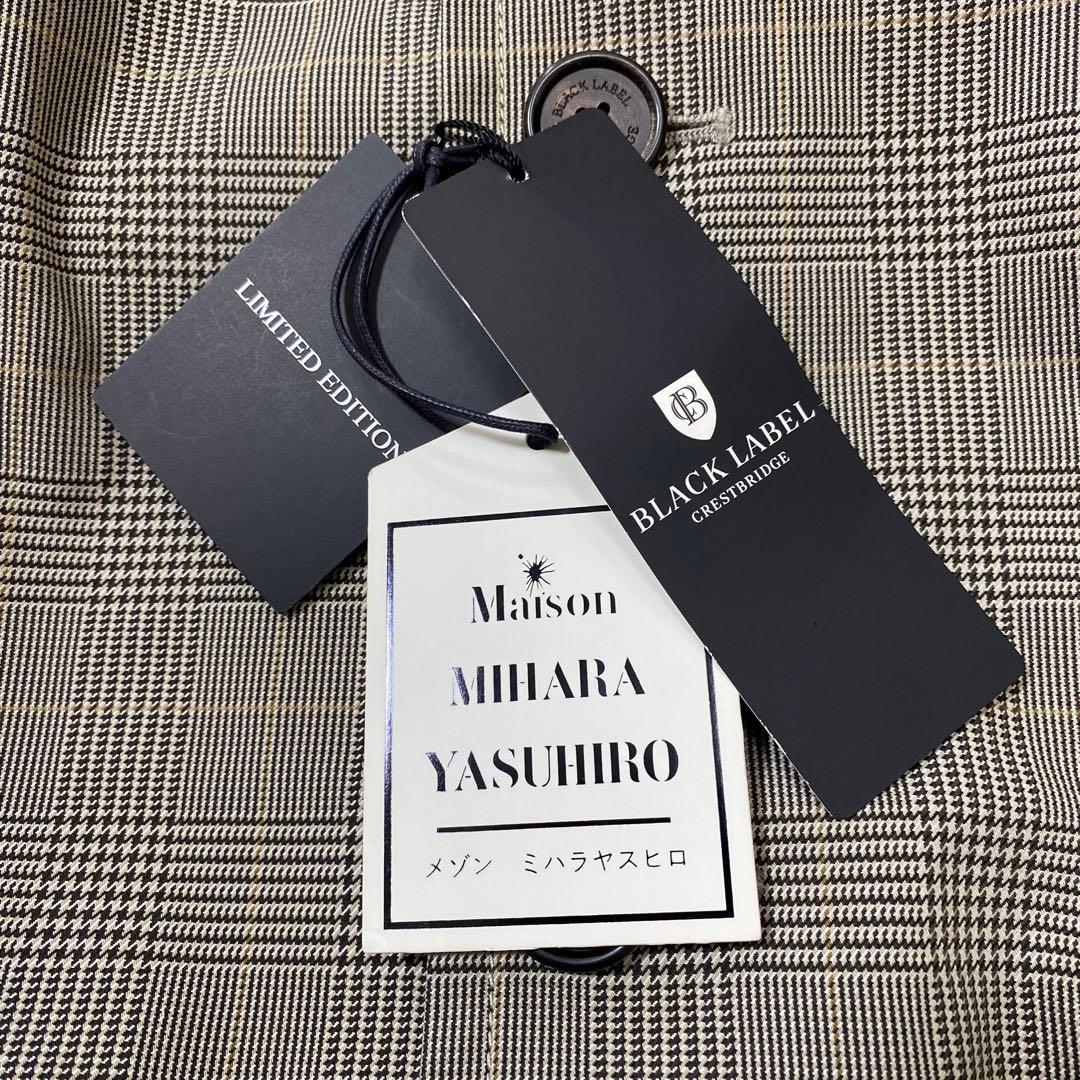 BLACK LABEL
LIMITED EDITION
CB
BLACK LABEL
CRESTBRIDGE
Maison
MIHARA
YASUHIRO
メゾン ミハラヤスヒロ